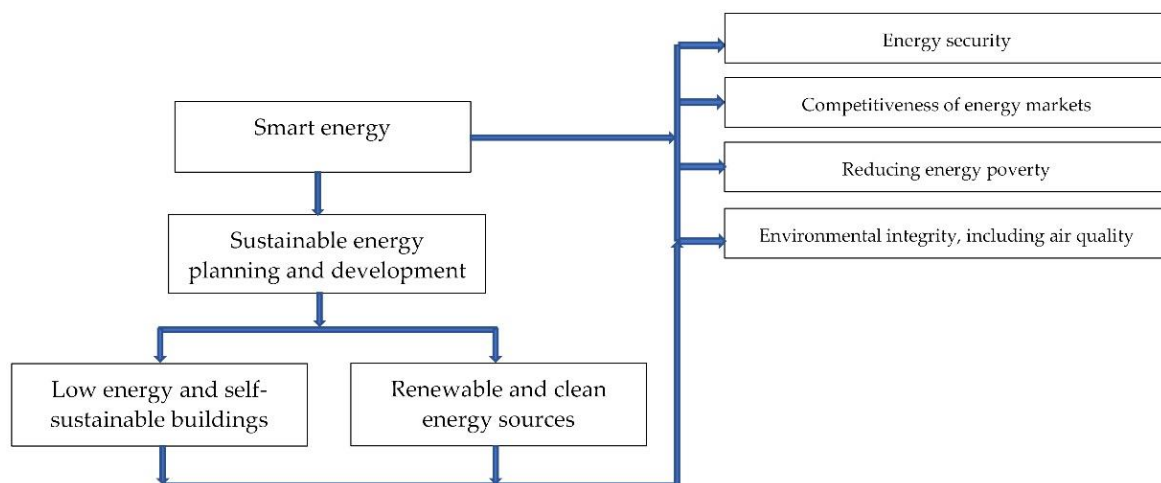 Energy security
Competitiveness of energy markets
Smart energy
Reducing energy poverty
Environmental integrity, including air quality
Sustainable energy
planning and development
Low energy and self-
sustainable buildings
Renewable and clean
energy sources